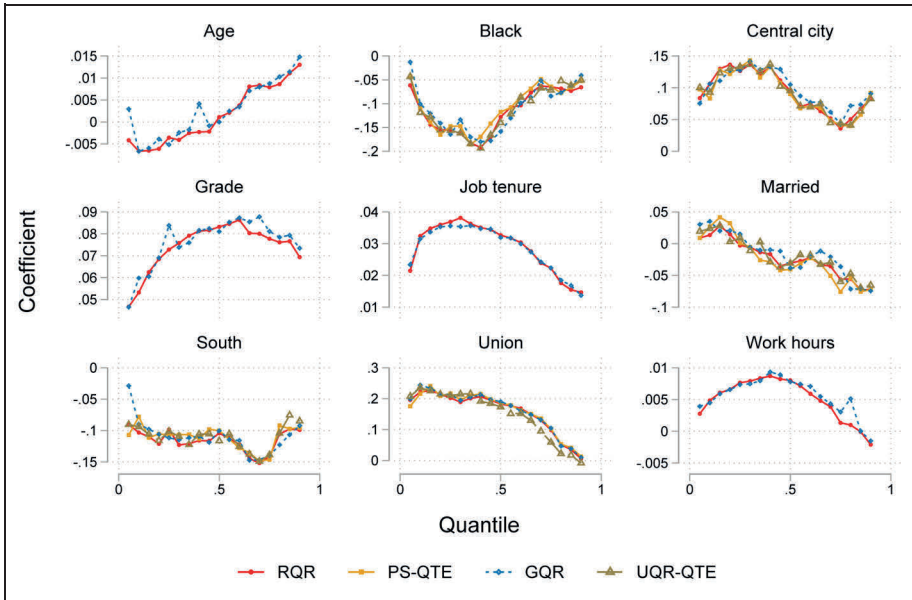 Age Black Central city
.015 0 .15
.01 -.05 .1
.005 -.1 .05
0 -.15 0
-.005 -.2
Grade Job tenure Married
.09 .04 .05
.08 .03 0
.07 .02 -.05
.06 .01 -.1
.05
South Union Work hours
0 .3 .01
-.05 .2 .005
-.1 .1 0
-.15 0 -.005
0 .5 1 0 .5 1 0 .5 1
Coefficient
Quantile
RQR PS-QTE GQR UQR-QTE